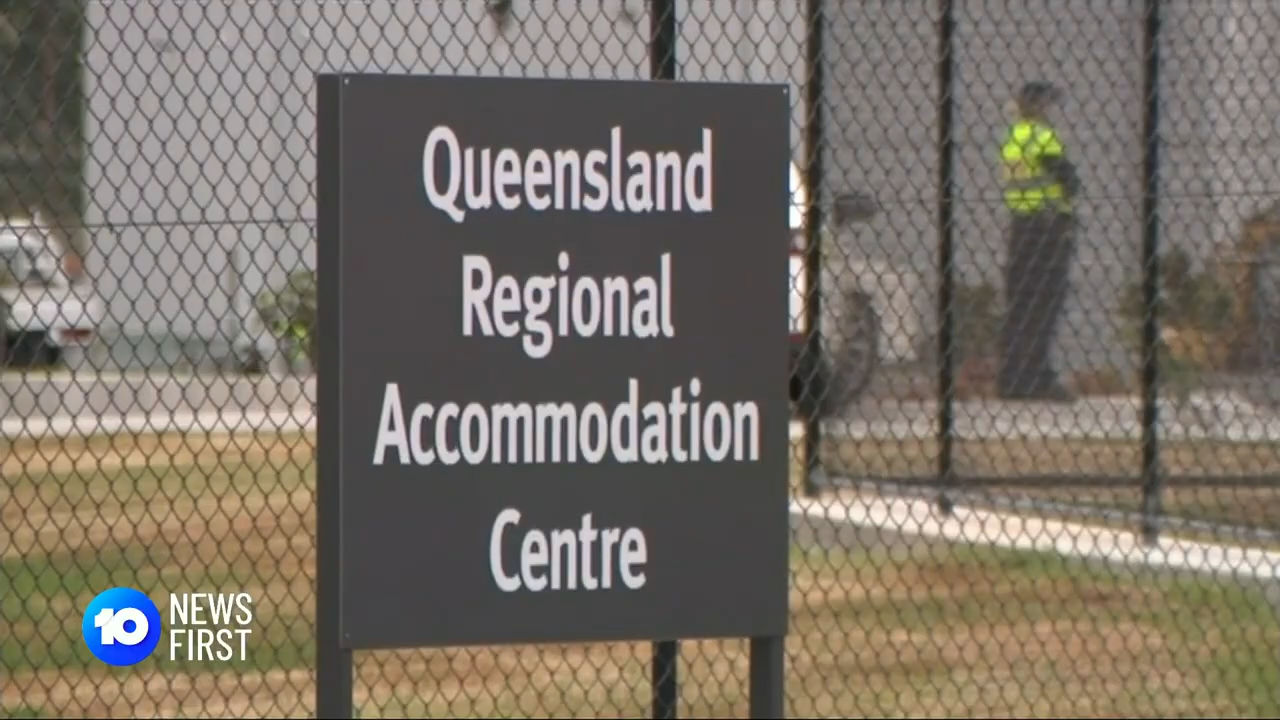 Queensland
Regional
Accommodation
Centre
10 NEWS
FIRST